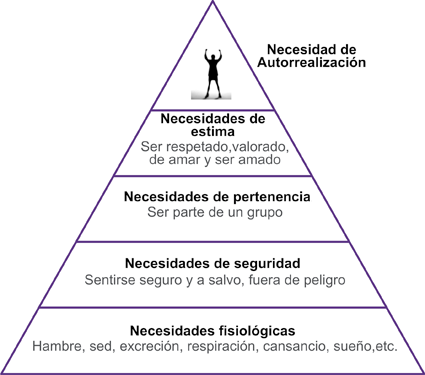 Necesidad de
Autorrealización
Necesidades de
estima
Ser respetado,valorado,
de amar y ser amado
Necesidades de pertenencia
Ser parte de un grupo
Necesidades de seguridad
Sentirse seguro y a salvo, fuera de peligro
Necesidades fisiológicas
Hambre, sed, excreción, respiración, cansancio, sueño,etc.